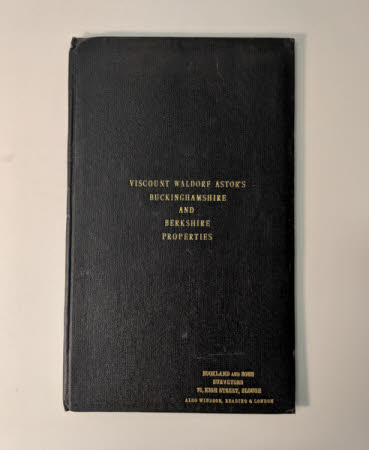 VISCOUNT WALDORF ASTOR'S
BUCKINGHAMSHIRE
AND
BERKSHIRE
PROPERTIES
BUCKLAND AND SONS
SURVEYORS
HIGH STREET, SLOUGH
ALSO WINDSOR, READING & LONDON